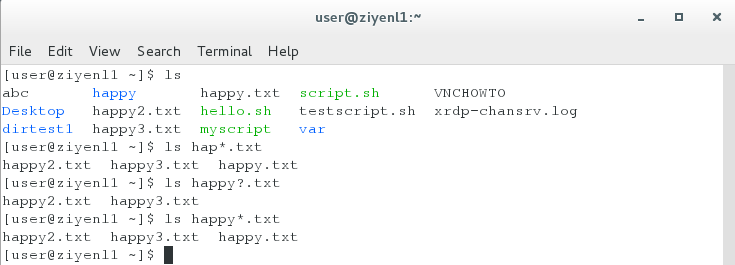 user@ziyenl1:~
File Edit View Search Terminal Help
[user@ziyenl1 ~]$ ls
abc happy happy.txt script.sh VNCHOWTO
Desktop happy2.txt hello.sh testscript.sh xrdp-chansrv.log
dirtest1 happy3.txt myscript var
[user@ziyenl1 ~]$ ls hap*.txt
happy2.txt happy3.txt happy.txt
[user@ziyenl1 ~]$ ls happy?.txt
happy2.txt happy3.txt
[user@ziyenl1 ~]$ ls happy*.txt
happy2.txt happy3.txt happy.txt
[user@ziyenl1 ~]$